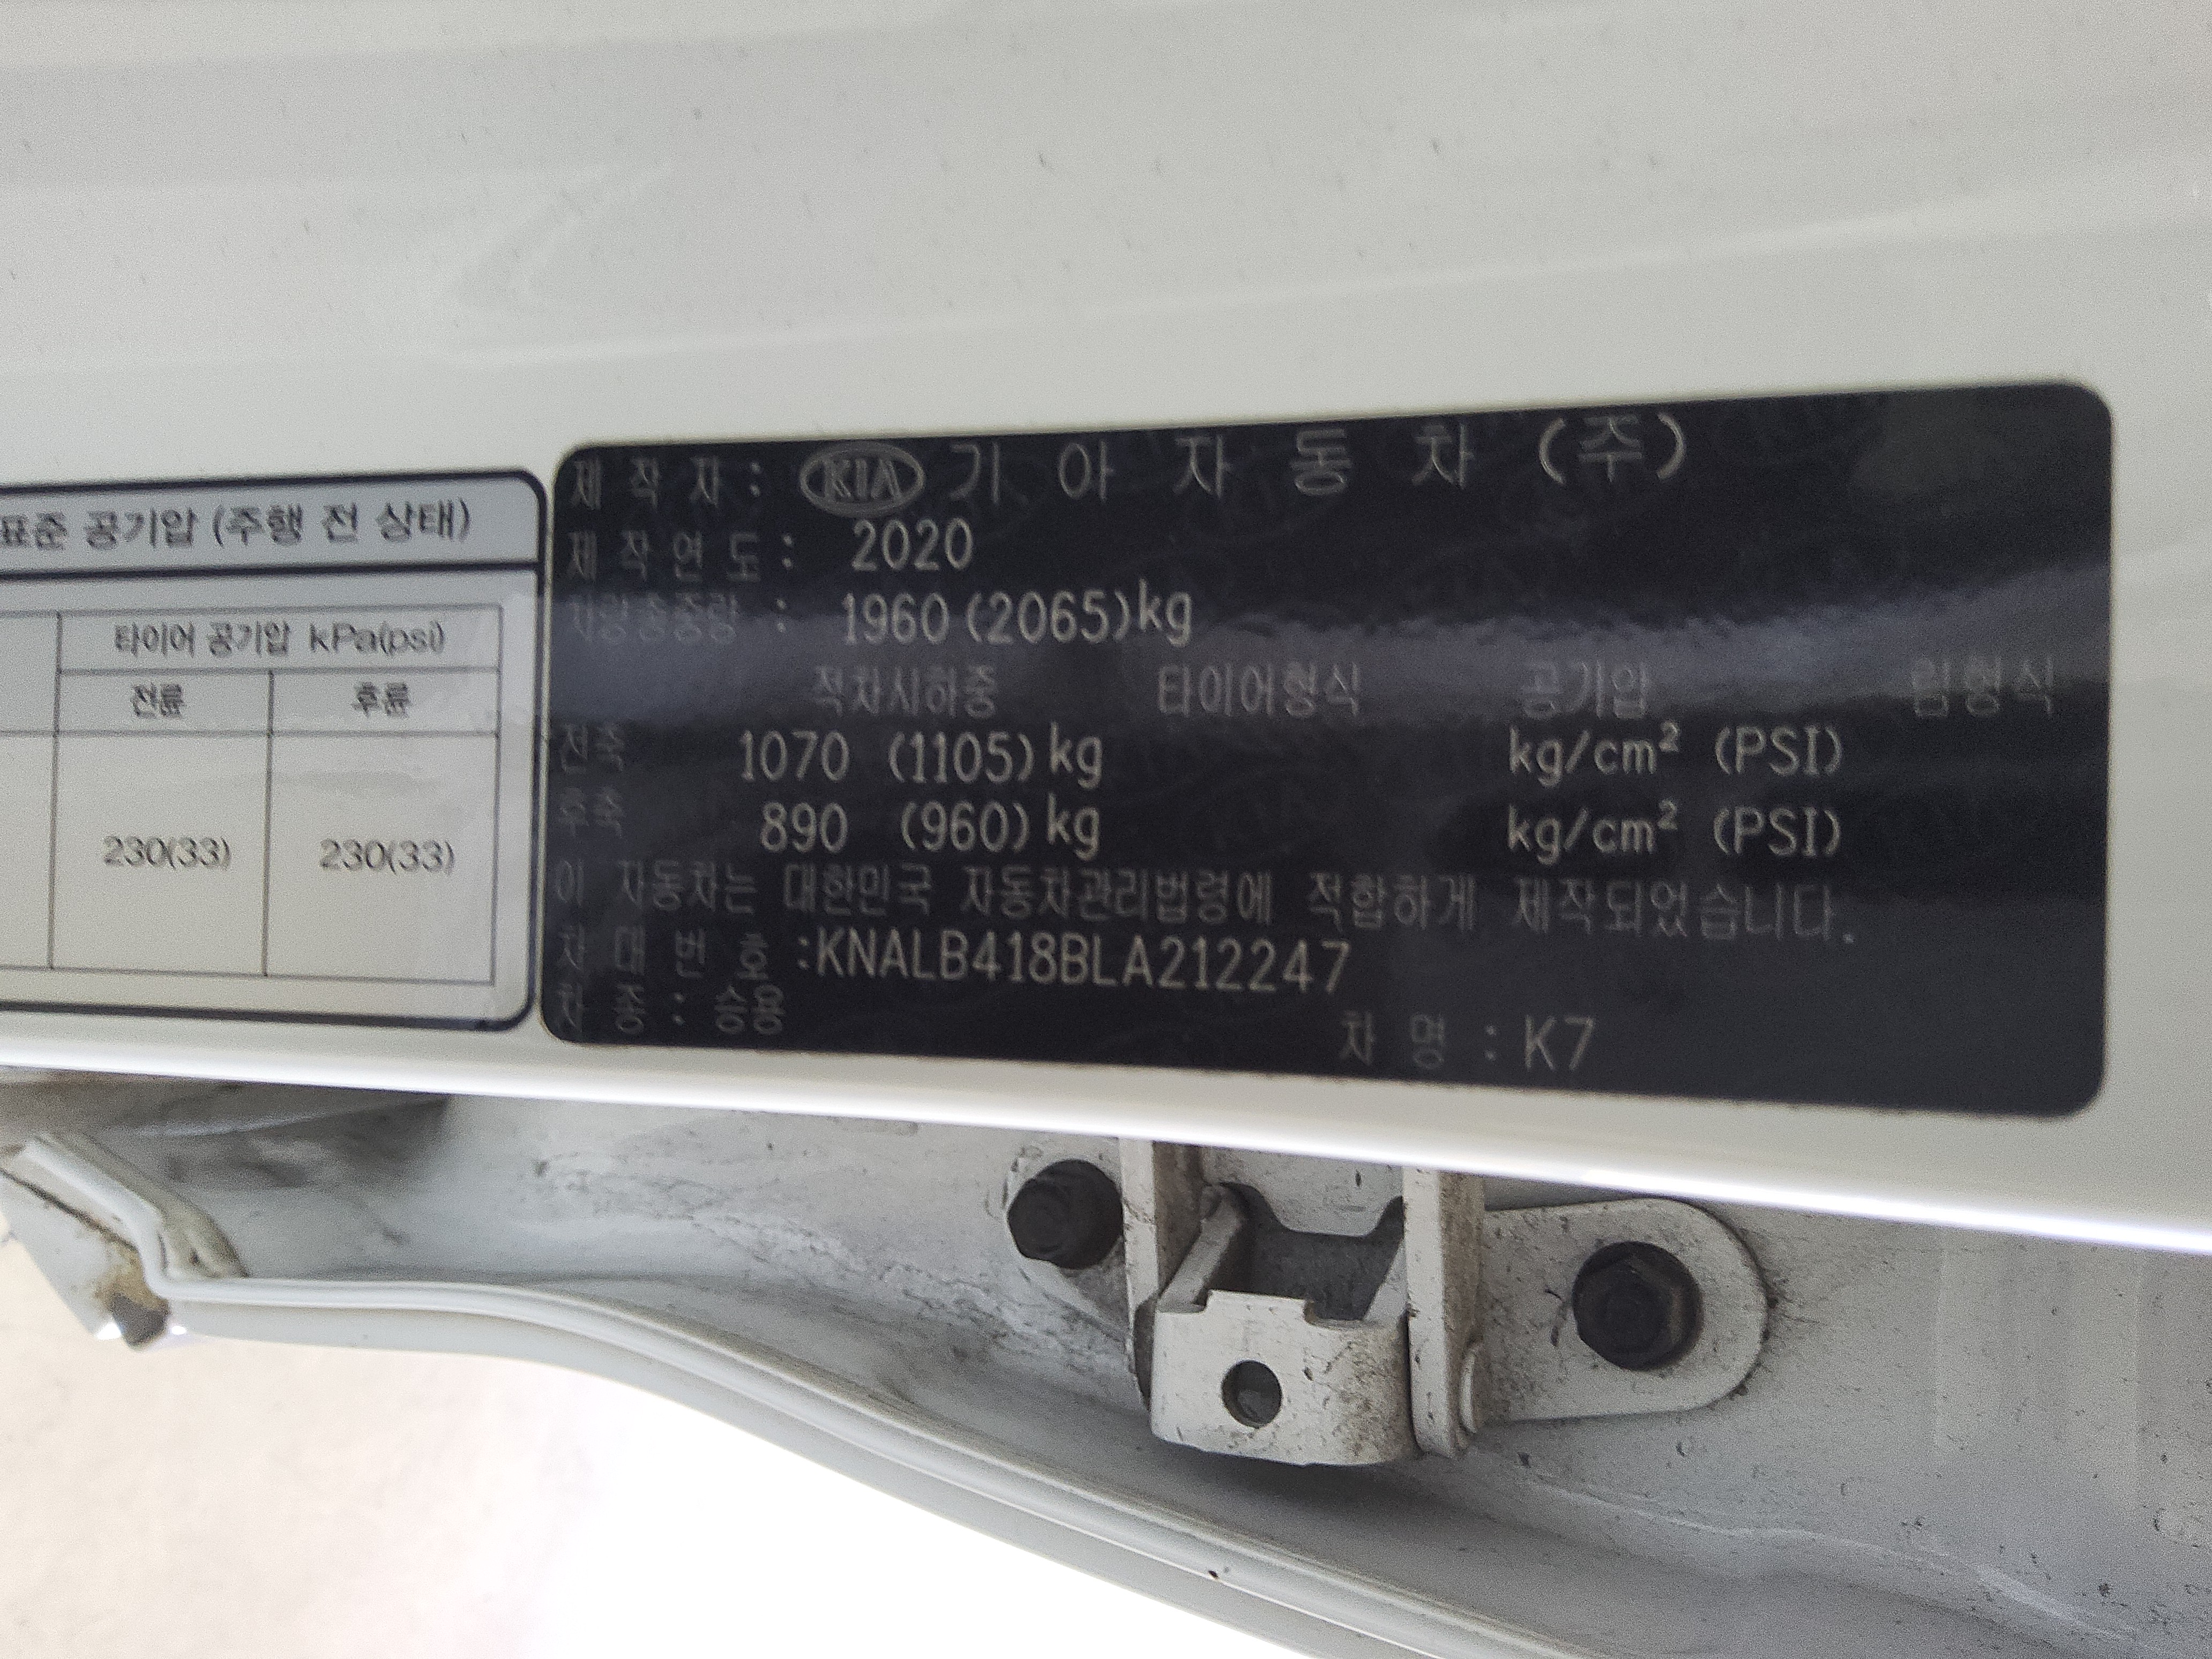 표준 공기압 (주행 전 상태)
타이어 공기압 kPa(psi)
전륜 후륜
230(33) 230(33)
제 작 자 : KIA 기 아 자 동 차 (주)
제 작 연 도 : 2020
차량총중량 : 1960 (2065)kg
적차시하중 타이어형식 공기압 림형식
전축 1070 (1105) kg kg/cm² (PSI)
후축 890 (960) kg kg/cm² (PSI)
이 자동차는 대한민국 자동차관리법령에 적합하게 제작되었습니다.
차 대 번 호 :KNALB418BLA212247
차 종 : 승용 차 명 : K7